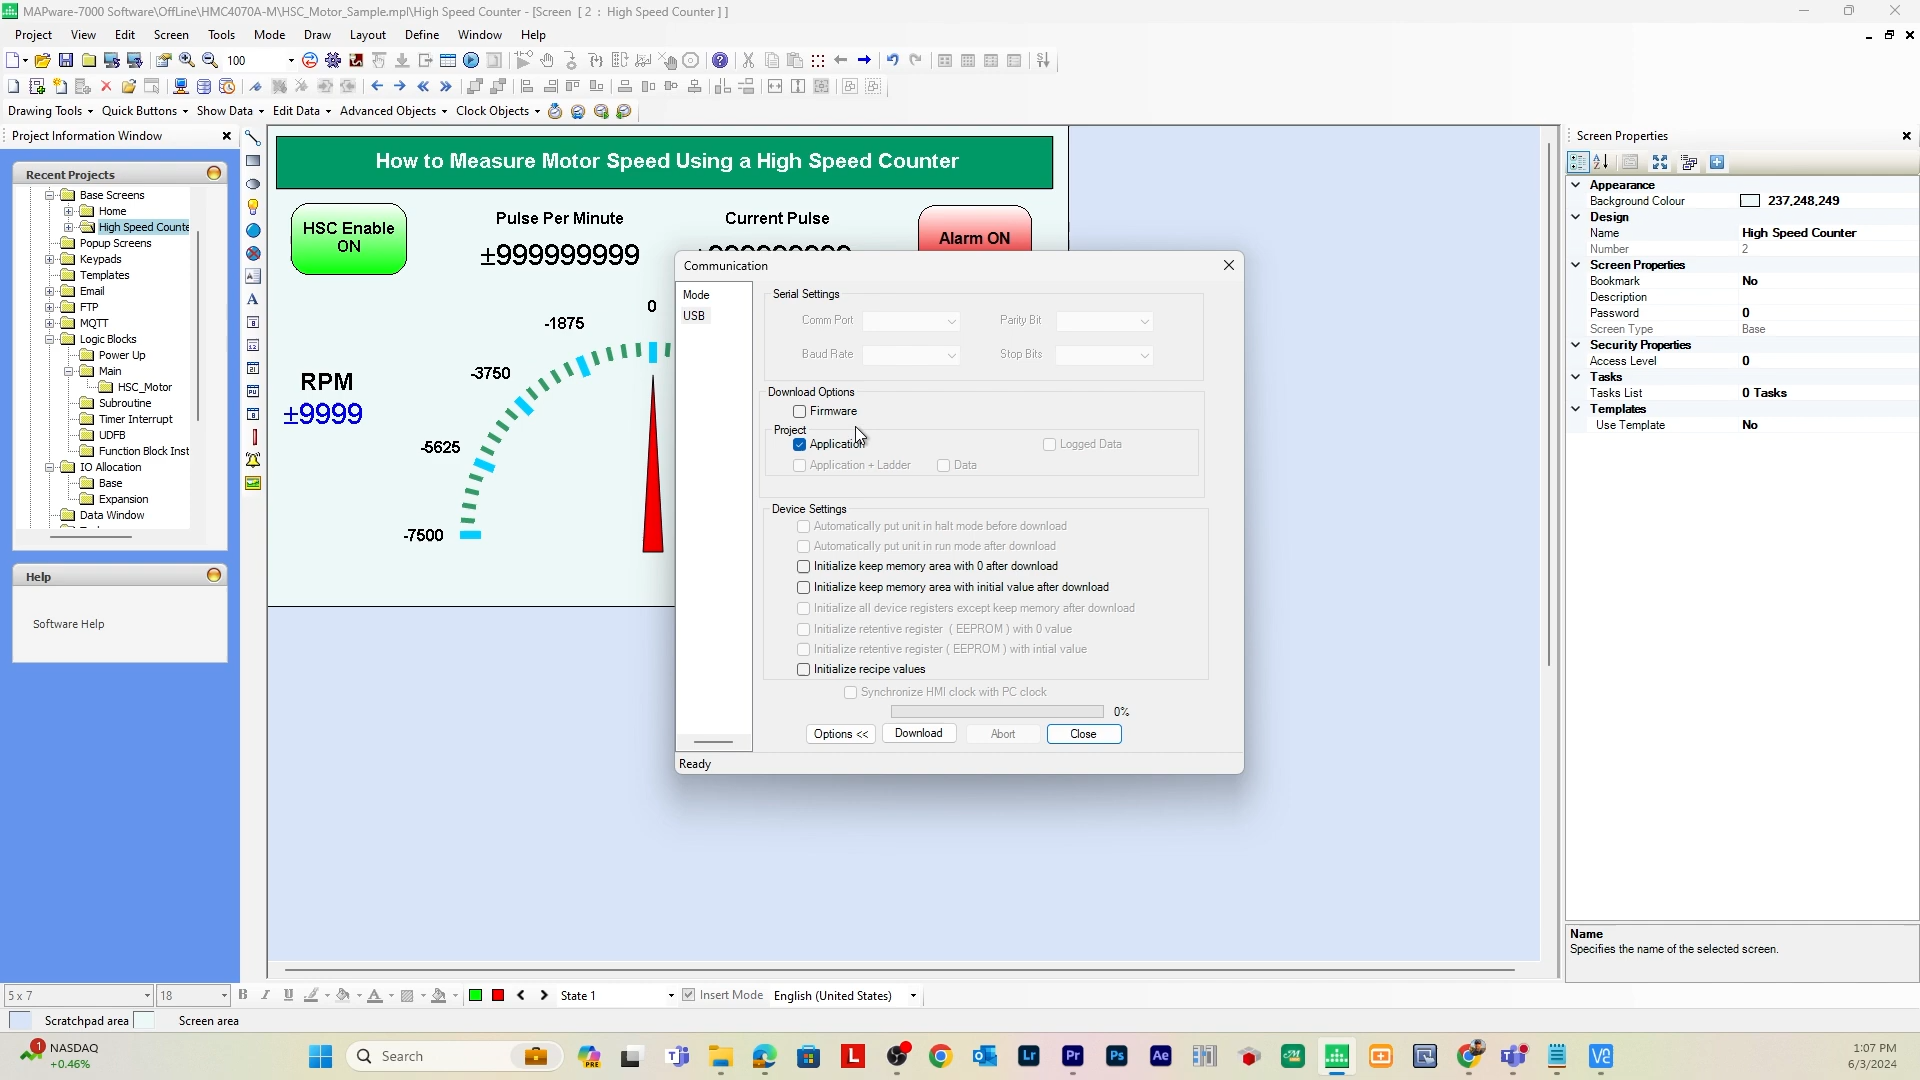 MAPware-7000 Software\OffLine\HMC4070A-M\HSC_Motor_Sample.mpl\High Speed Counter - [Screen [ 2 : High Speed Counter ] ]
Project View Edit Screen Tools Mode Draw Layout Define Window Help
100
Drawing Tools Quick Buttons Show Data Edit Data Advanced Objects Clock Objects
Project Information Window
Recent Projects
Base Screens
Home
High Speed Counte
Popup Screens
Keypads
Templates
Email
FTP
MQTT
Logic Blocks
Power Up
Main
HSC_Motor
Subroutine
Timer Interrupt
UDFB
Function Block Inst
IO Allocation
Base
Expansion
Data Window
Help
Software Help
How to Measure Motor Speed Using a High Speed Counter
HSC Enable
ON
Pulse Per Minute
±999999999
Current Pulse
Alarm ON
0
-1875
-3750
-5625
-7500
RPM
±9999
Communication
Mode
USB
Serial Settings
Comm Port
Parity Bit
Baud Rate
Stop Bits
Download Options
Firmware
Project
Application
Logged Data
Application + Ladder
Data
Device Settings
Automatically put unit in halt mode before download
Automatically put unit in run mode after download
Initialize keep memory area with 0 after download
Initialize keep memory area with initial value after download
Initialize all device registers except keep memory after download
Initialize retentive register ( EEPROM ) with 0 value
Initialize retentive register ( EEPROM ) with intial value
Initialize recipe values
Synchronize HMI clock with PC clock
0%
Options << Download Abort Close
Ready
Screen Properties
Appearance
Background Colour 237,248,249
Design
Name High Speed Counter
Number 2
Screen Properties
Bookmark No
Description
Password 0
Screen Type Base
Security Properties
Access Level 0
Tasks
Tasks List 0 Tasks
Templates
Use Template No
Name
Specifies the name of the selected screen.
5 x 7 18 B I U State 1 Insert Mode English (United States)
Scratchpad area Screen area
1
NASDAQ
+0.46%
Search
PRE
L
Lr
Pr
Ps
Ae
1:07 PM
6/3/2024